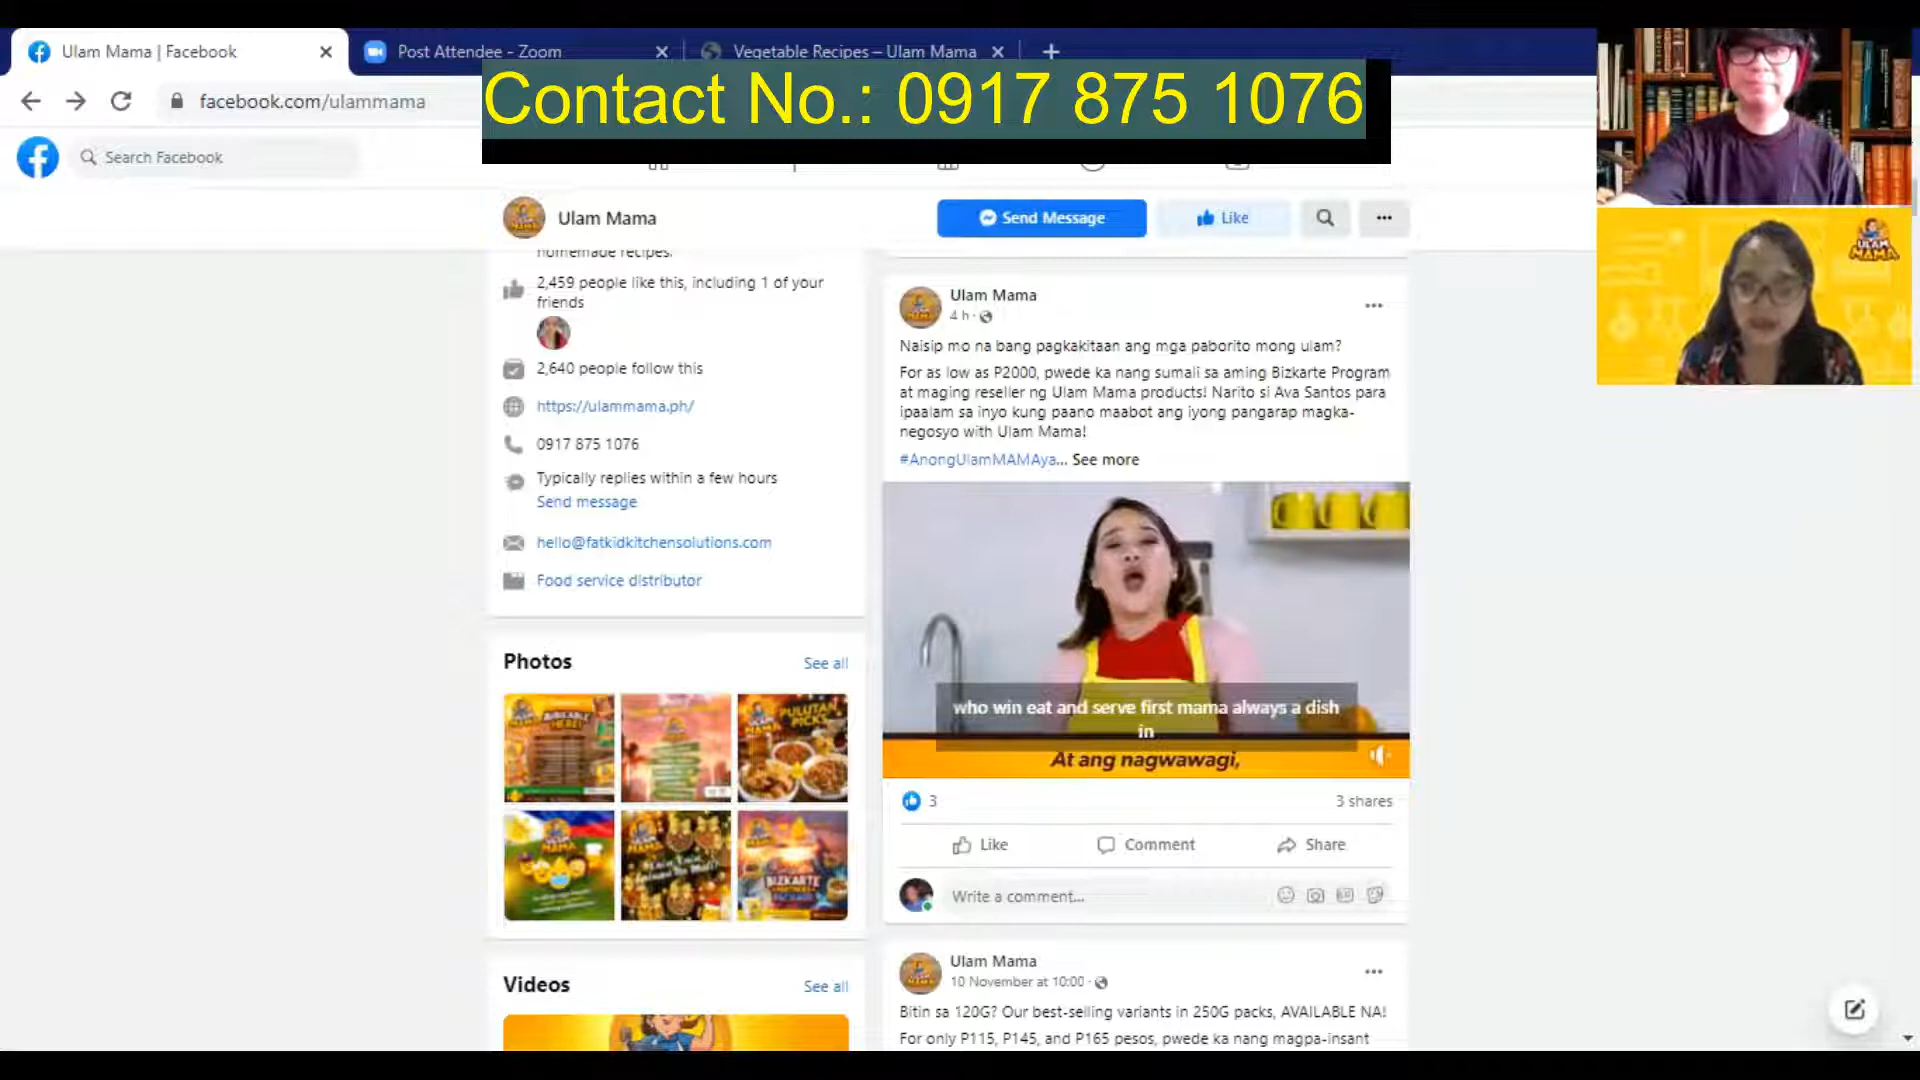 Ulam Mama | Facebook
Post Attendee - Zoom
Vegetable Recipes – Ulam Mama
facebook.com/ulammama
Contact No.: 0917 875 1076
Search Facebook
Ulam Mama
Send Message
Like
homemade recipes.
2,459 people like this, including 1 of your
friends
2,640 people follow this
https://ulammama.ph/
0917 875 1076
Typically replies within a few hours
Send message
hello@fatkidkitchensolutions.com
Food service distributor
Photos
See all
PULUTAN
PICKS
BIZKARTE
Videos
See all
Ulam Mama
4 h
Naisip mo na bang pagkakitaan ang mga paborito mong ulam?
For as low as P2000, pwede ka nang sumali sa aming Bizkarte Program
at maging reseller ng Ulam Mama products! Narito si Ava Santos para
ipaalam sa inyo kung paano maabot ang iyong pangarap magka-
negosyo with Ulam Mama!
#AnongUlamMAMAya... See more
who win eat and serve first mama always a dish
in
At ang nagwawagi,
3
3 shares
Like
Comment
Share
Write a comment...
Ulam Mama
10 November at 10:00
Bitin sa 120G? Our best-selling variants in 250G packs, AVAILABLE NA!
For only P115, P145, and P165 pesos, pwede ka nang magpa-insant
ULAM
MAMA